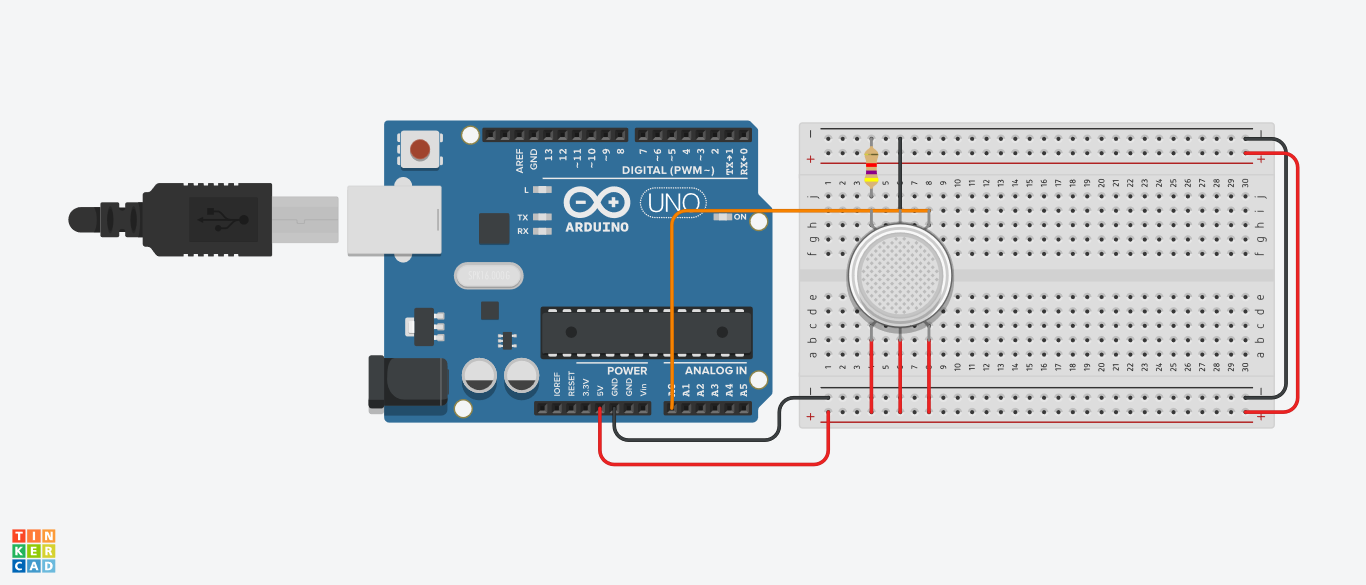 AREF
GND
13
12
~11
~10
~9
8
7
~6
~5
4
~3
2
TX→1
RX←0
DIGITAL (PWM~)
L
TX
RX
ARDUINO
UNO
ON
IOREF
RESET
3.3V
5V
GND
GND
Vin
POWER
ANALOG IN
A1
A2
A3
A4
A5
- -
+ +
1 2 3 5 6 7 8 9 10 11 12 13 14 15 16 17 18 19 20 21 22 23 24 25 26 27 28 29 30
j j
i i
h h
g g
f f
e e
d d
c c
b b
a a
1 2 3 5 7 9 10 11 12 13 14 15 16 17 18 19 20 21 22 23 24 25 26 27 28 29 30
- -
+ +
TIN
KER
CAD